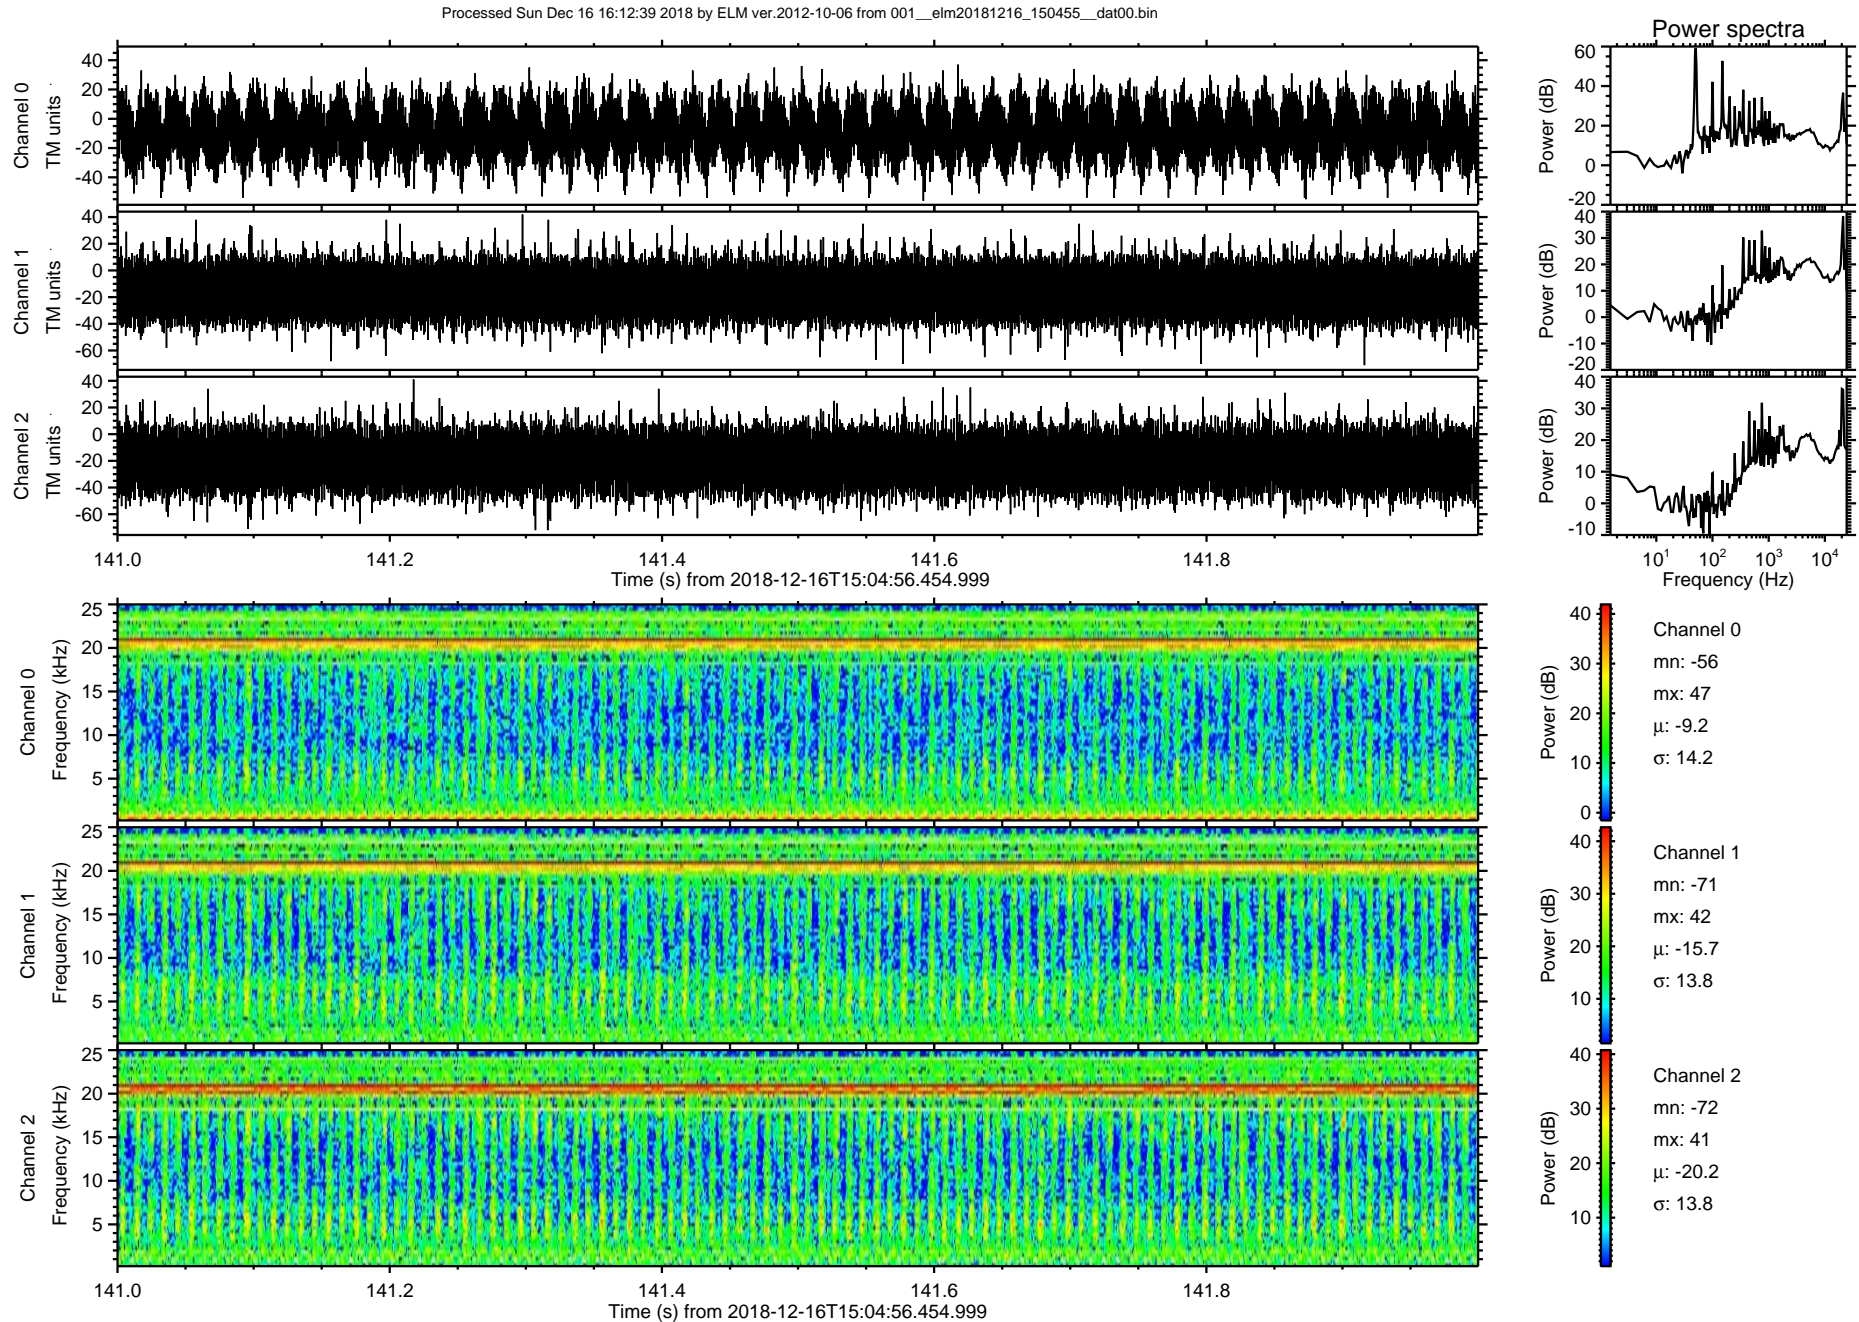 Processed Sun Dec 16 16:12:39 2018 by ELM ver.2012-10-06 from 001__elm20181216_150455__dat00.bin
Power spectra
Channel 0
TM units
40
20
0
-20
-40
Power (dB)
60
40
20
0
-20
Channel 1
TM units
40
20
0
-20
-40
-60
Power (dB)
40
30
20
10
0
-10
-20
Channel 2
TM units
40
20
0
-20
-40
-60
Power (dB)
40
30
20
10
0
-10
141.0 141.2 141.4 141.6 141.8
Time (s) from 2018-12-16T15:04:56.454.999
10^1 10^2 10^3 10^4
Frequency (Hz)
Channel 0
Frequency (kHz)
25
20
15
10
5
Power (dB)
40
30
20
10
0
Channel 0
mn: -56
mx: 47
μ: -9.2
σ: 14.2
Channel 1
Frequency (kHz)
25
20
15
10
5
Power (dB)
40
30
20
10
Channel 1
mn: -71
mx: 42
μ: -15.7
σ: 13.8
Channel 2
Frequency (kHz)
25
20
15
10
5
Power (dB)
40
30
20
10
Channel 2
mn: -72
mx: 41
μ: -20.2
σ: 13.8
141.0 141.2 141.4 141.6 141.8
Time (s) from 2018-12-16T15:04:56.454.999